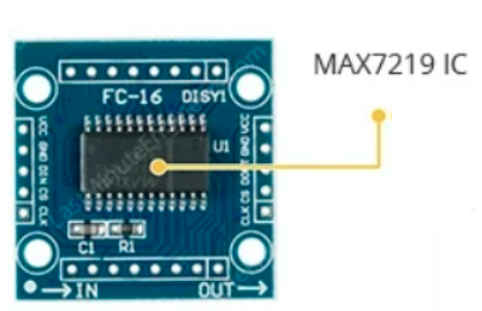 MAX7219 IC
FC-16 DISY1
VCC GND DIN CS CLK
U1
CLK CS DOUT GND VCC
C1 R1
IN OUT